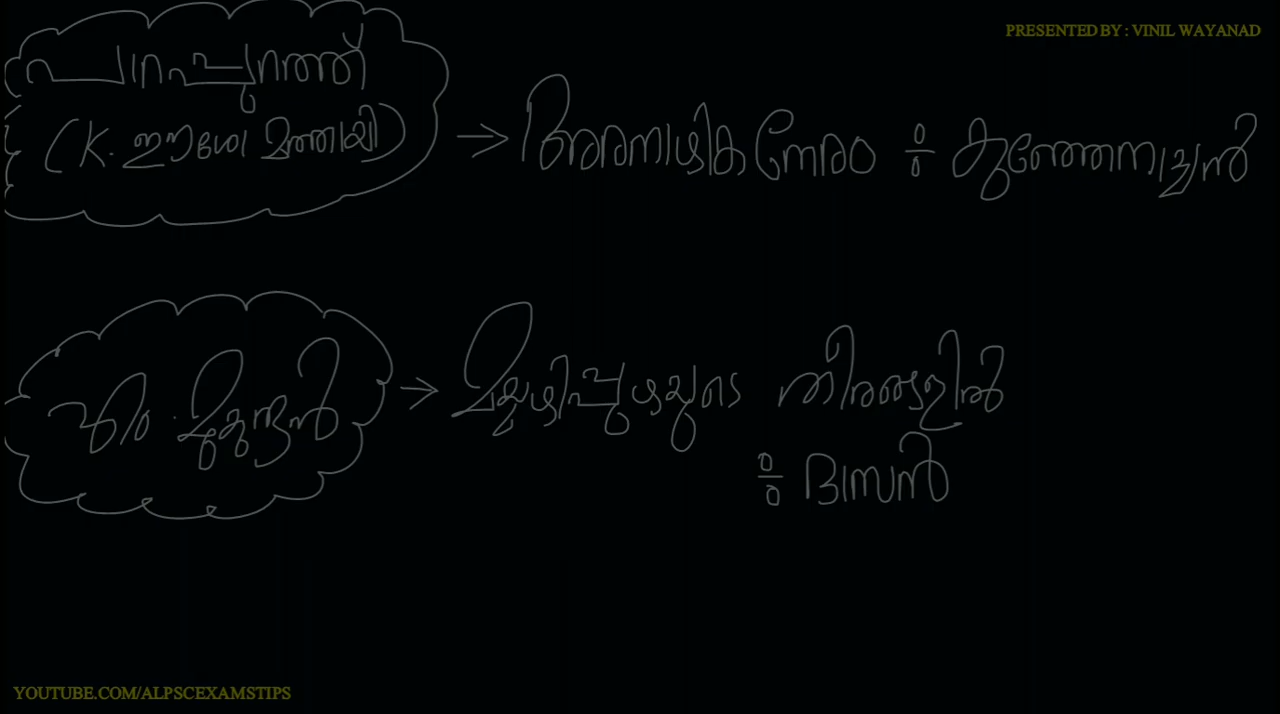 PRESENTED BY : VINIL WAYANAD
പാറപ്പുറത്ത്
(K. ഈശോ മത്തായി) → അരനാഴിക നേരം ÷ കുഞ്ഞേനാച്ചൻ
എം. മുകുന്ദൻ → മയ്യഴിപ്പുഴയുടെ തീരങ്ങളിൽ
÷ ദാസൻ
YOUTUBE.COM/ALPSCEXAMSTIPS